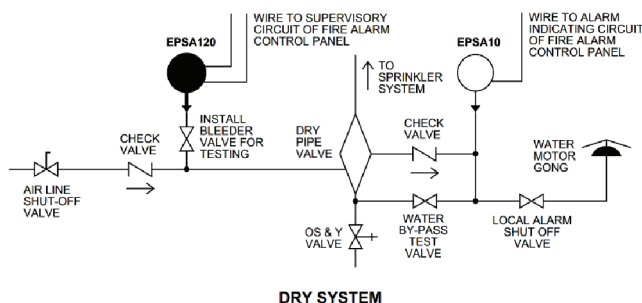 EPSA120
WIRE TO SUPERVISORY
CIRCUIT OF FIRE ALARM
CONTROL PANEL
EPSA10
WIRE TO ALARM
INDICATING CIRCUIT
OF FIRE ALARM
CONTROL PANEL
TO
SPRINKLER
SYSTEM
CHECK
VALVE
INSTALL
BLEEDER
VALVE FOR
TESTING
DRY
PIPE
VALVE
CHECK
VALVE
WATER
MOTOR
GONG
AIR LINE
SHUT-OFF
VALVE
OS & Y
VALVE
WATER
BY-PASS
TEST
VALVE
LOCAL ALARM
SHUT OFF
VALVE
DRY SYSTEM